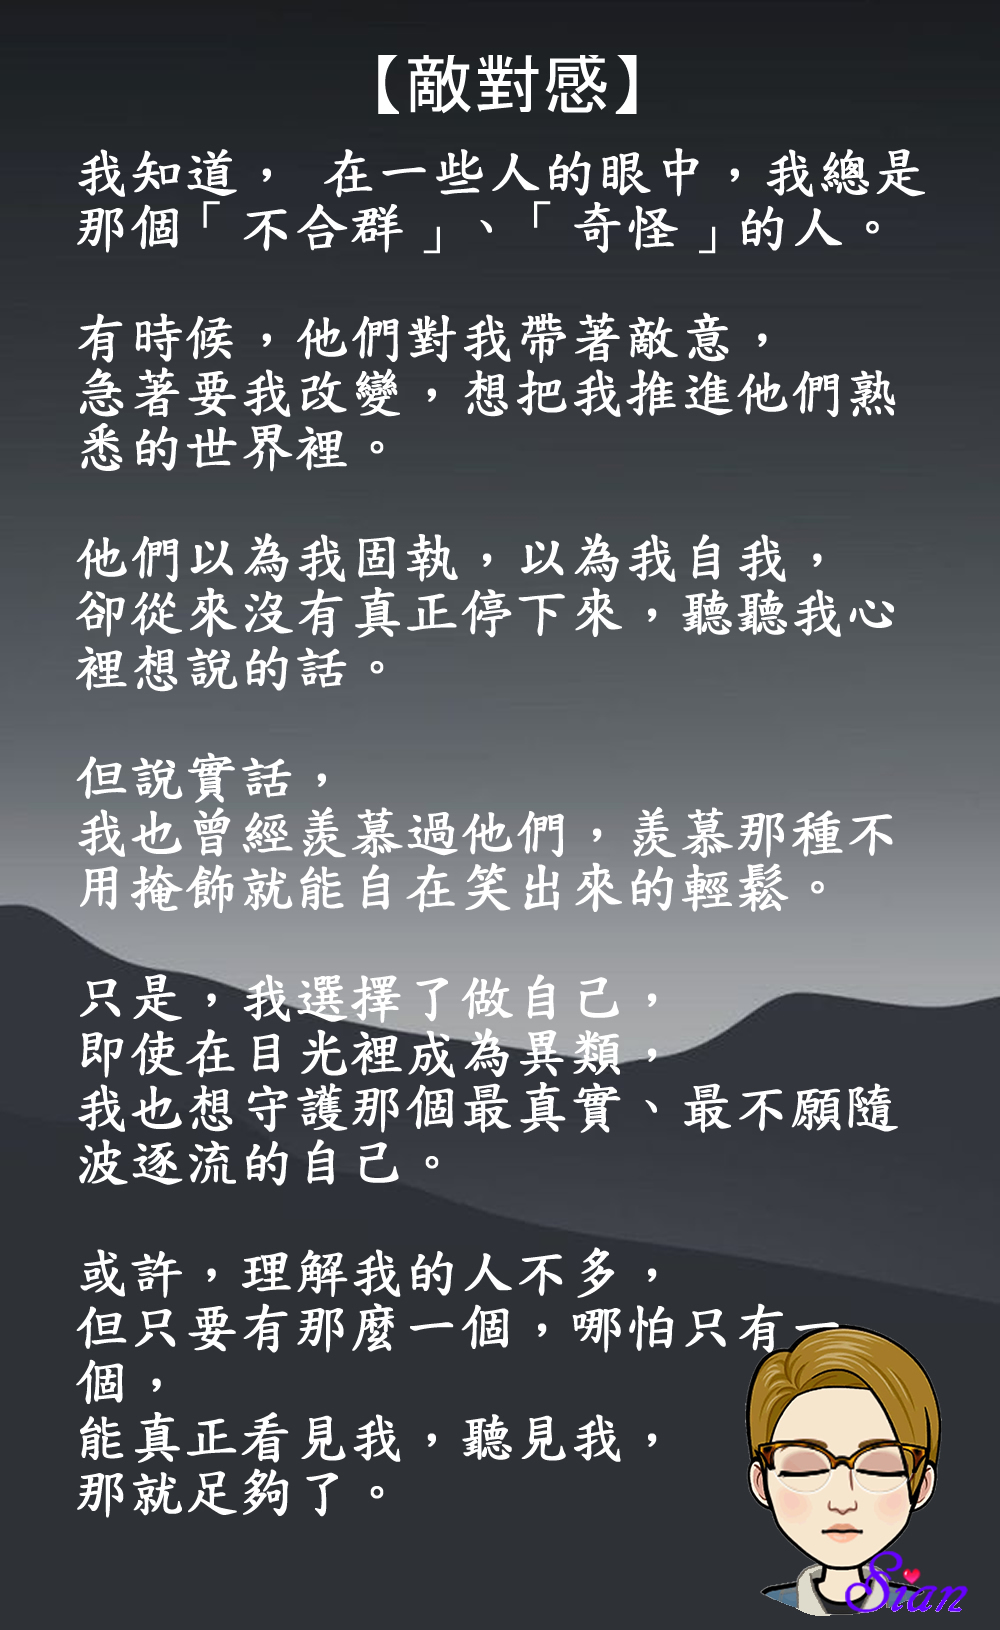 【敵對感】
我知道， 在一些人的眼中，我總是
那個「 不合群 」、「 奇怪 」的人。
有時候，他們對我帶著敵意，
急著要我改變，想把我推進他們熟
悉的世界裡。
他們以為我固執，以為我自我，
卻從來沒有真正停下來，聽聽我心
裡想說的話。
但說實話，
我也曾經羨慕過他們，羨慕那種不
用掩飾就能自在笑出來的輕鬆。
只是，我選擇了做自己，
即使在目光裡成為異類，
我也想守護那個最真實、最不願隨
波逐流的自己。
或許，理解我的人不多，
但只要有那麼一個，哪怕只有一
個，
能真正看見我，聽見我，
那就足夠了。
Sian